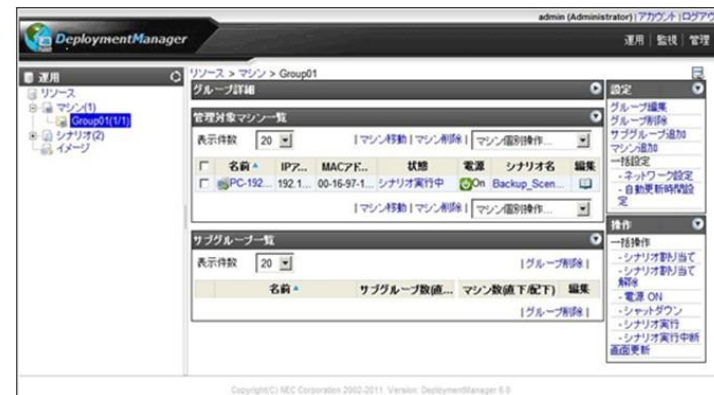 admin (Administrator) | アカウント | ログアウ
DeploymentManager
運用 | 監視 | 管理
運用
リソース
マシン(1)
Group01(1/1)
シナリオ(2)
イメージ
リソース > マシン > Group01
グループ詳細
管理対象マシン一覧
表示件数 20 | マシン移動 | マシン削除 | マシン個別操作...
名前 IPア... MACアド... 状態 電源 シナリオ名 編集
PC-192... 192.1... 00-16-97-1... シナリオ実行中 On Backup_Scen...
| マシン移動 | マシン削除 | マシン個別操作...
サブグループ一覧
表示件数 20 | グループ削除 |
名前 サブグループ数(直... マシン数(直下/配下) 編集
| グループ削除 |
設定
グループ編集
グループ削除
サブグループ追加
マシン追加
一括設定
- ネットワーク設定
- 自動更新時間設
定
操作
一括操作
- シナリオ割り当て
- シナリオ割り当て
解除
- 電源 ON
- シャットダウン
- シナリオ実行
- シナリオ実行中断
画面更新
Copyright(C) NEC Corporation 2002-2011. Version: DeploymentManager 6.0